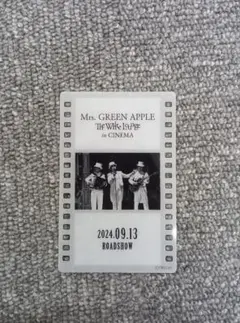 Mrs. GREEN APPLE
The White Lounge
in CINEMA
2024.09.13
ROADSHOW